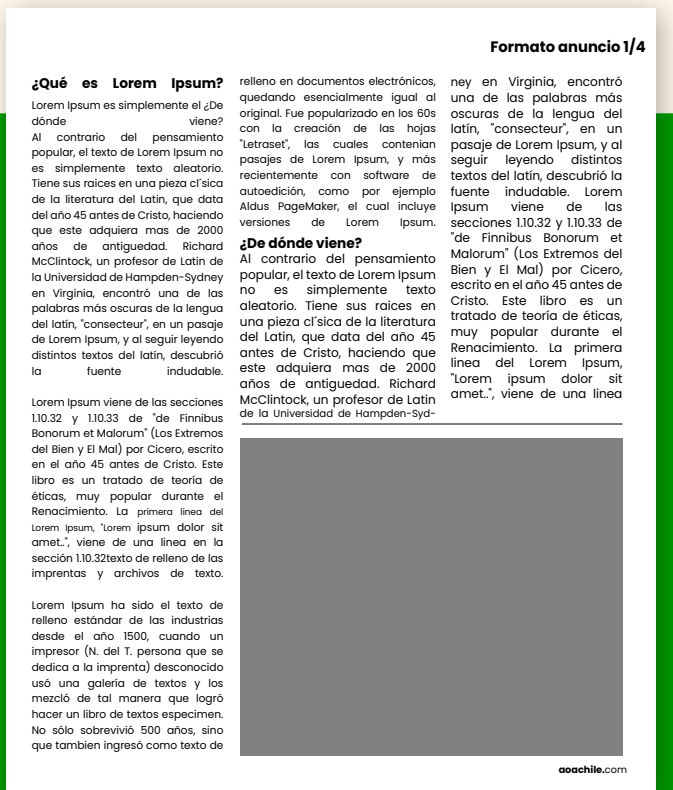 Formato anuncio 1/4
¿Qué es Lorem Ipsum?
Lorem Ipsum es simplemente el ¿De
dónde viene?
Al contrario del pensamiento
popular, el texto de Lorem Ipsum no
es simplemente texto aleatorio.
Tiene sus raices en una pieza cl´sica
de la literatura del Latin, que data
del año 45 antes de Cristo, haciendo
que este adquiera mas de 2000
años de antiguedad. Richard
McClintock, un profesor de Latin de
la Universidad de Hampden-Sydney
en Virginia, encontró una de las
palabras más oscuras de la lengua
del latín, "consecteur", en un pasaje
de Lorem Ipsum, y al seguir leyendo
distintos textos del latín, descubrió
la fuente indudable.
Lorem Ipsum viene de las secciones
1.10.32 y 1.10.33 de "de Finnibus
Bonorum et Malorum" (Los Extremos
del Bien y El Mal) por Cicero, escrito
en el año 45 antes de Cristo. Este
libro es un tratado de teoría de
éticas, muy popular durante el
Renacimiento. La primera linea del
Lorem Ipsum, "Lorem ipsum dolor sit
amet..", viene de una linea en la
sección 1.10.32texto de relleno de las
imprentas y archivos de texto.
Lorem Ipsum ha sido el texto de
relleno estándar de las industrias
desde el año 1500, cuando un
impresor (N. del T. persona que se
dedica a la imprenta) desconocido
usó una galería de textos y los
mezcló de tal manera que logró
hacer un libro de textos especimen.
No sólo sobrevivió 500 años, sino
que tambien ingresó como texto de
relleno en documentos electrónicos,
quedando esencialmente igual al
original. Fue popularizado en los 60s
con la creación de las hojas
"Letraset", las cuales contenian
pasajes de Lorem Ipsum, y más
recientemente con software de
autoedición, como por ejemplo
Aldus PageMaker, el cual incluye
versiones de Lorem Ipsum.
¿De dónde viene?
Al contrario del pensamiento
popular, el texto de Lorem Ipsum
no es simplemente texto
aleatorio. Tiene sus raices en
una pieza cl´sica de la literatura
del Latin, que data del año 45
antes de Cristo, haciendo que
este adquiera mas de 2000
años de antiguedad. Richard
McClintock, un profesor de Latin
de la Universidad de Hampden-Syd-
ney en Virginia, encontró
una de las palabras más
oscuras de la lengua del
latín, "consecteur", en un
pasaje de Lorem Ipsum, y al
seguir leyendo distintos
textos del latín, descubrió la
fuente indudable. Lorem
Ipsum viene de las
secciones 1.10.32 y 1.10.33 de
"de Finnibus Bonorum et
Malorum" (Los Extremos del
Bien y El Mal) por Cicero,
escrito en el año 45 antes de
Cristo. Este libro es un
tratado de teoría de éticas,
muy popular durante el
Renacimiento. La primera
linea del Lorem Ipsum,
"Lorem ipsum dolor sit
amet..", viene de una linea
aoachile.com